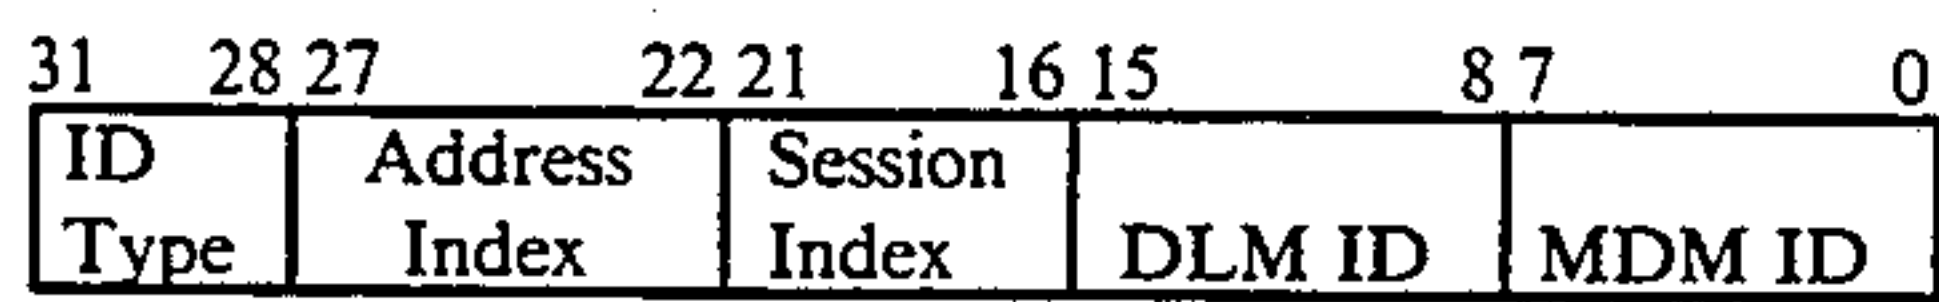 31 28 27 22 21 16 15 8 7 0
ID Address Session
Type Index Index DLM ID MDM ID